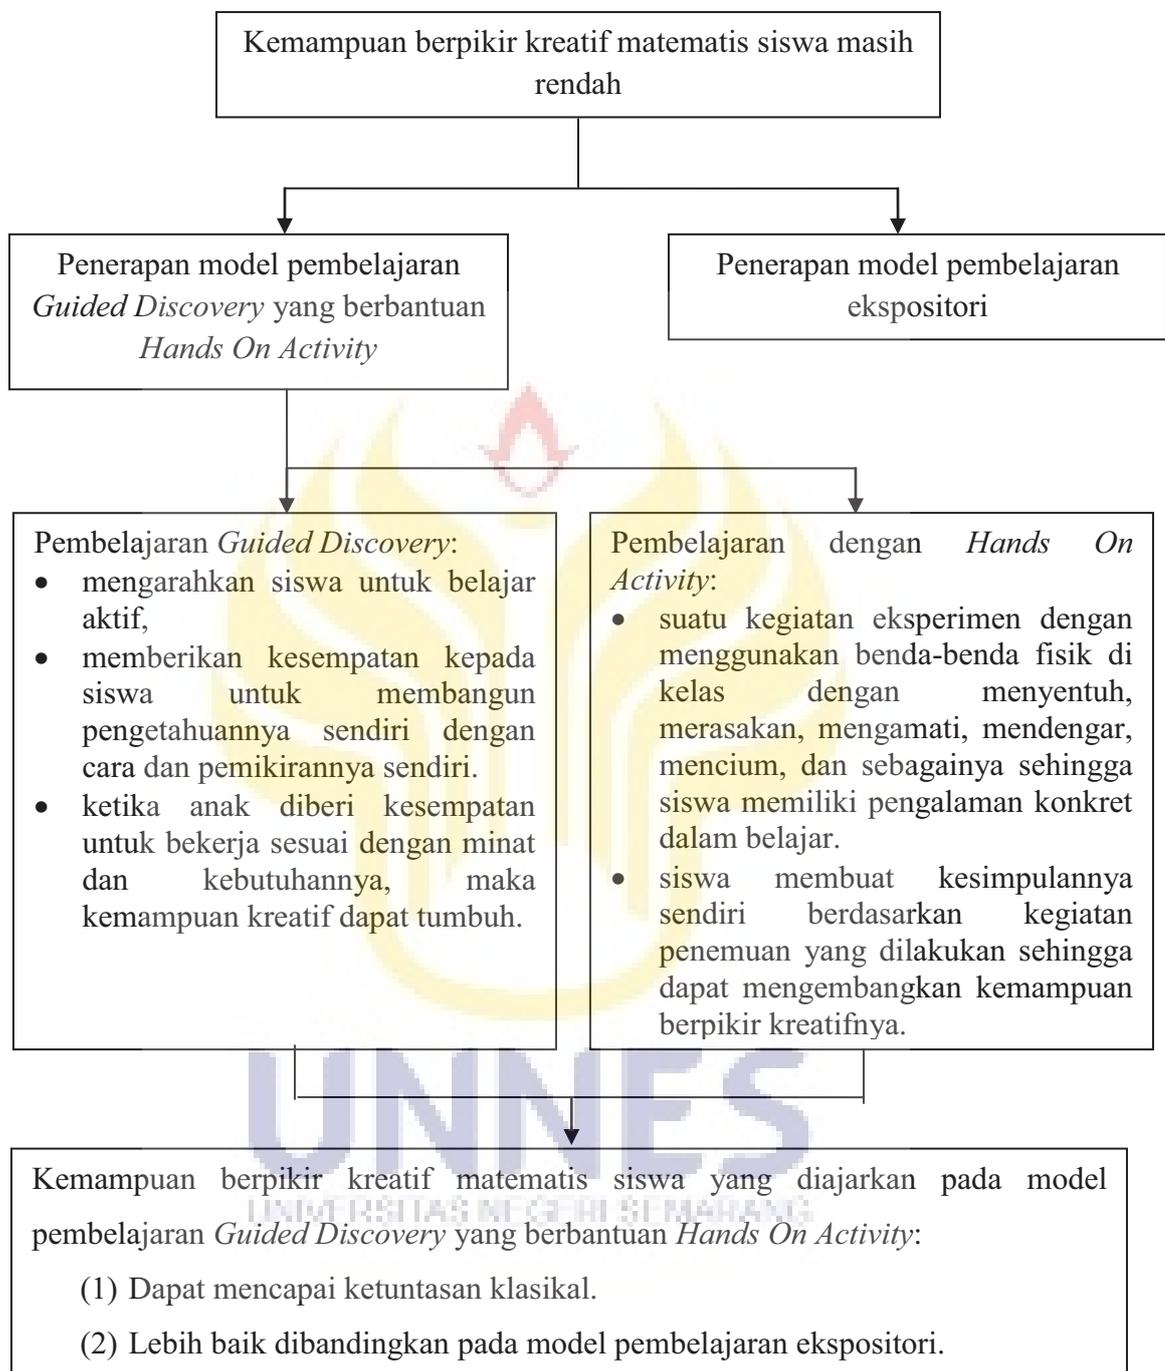 Kemampuan berpikir kreatif matematis siswa masih
rendah
Penerapan model pembelajaran
Guided Discovery yang berbantuan
Hands On Activity
Penerapan model pembelajaran
ekspositori
Pembelajaran Guided Discovery:
• mengarahkan siswa untuk belajar
aktif,
• memberikan kesempatan kepada
siswa untuk membangun
pengetahuannya sendiri dengan
cara dan pemikirannya sendiri.
• ketika anak diberi kesempatan
untuk bekerja sesuai dengan minat
dan kebutuhannya, maka
kemampuan kreatif dapat tumbuh.
Pembelajaran dengan Hands On
Activity:
• suatu kegiatan eksperimen dengan
menggunakan benda-benda fisik di
kelas dengan menyentuh,
merasakan, mengamati, mendengar,
mencium, dan sebagainya sehingga
siswa memiliki pengalaman konkret
dalam belajar.
• siswa membuat kesimpulannya
sendiri berdasarkan kegiatan
penemuan yang dilakukan sehingga
dapat mengembangkan kemampuan
berpikir kreatifnya.
UNNES
UNIVERSITAS NEGERI SEMARANG
Kemampuan berpikir kreatif matematis siswa yang diajarkan pada model
pembelajaran Guided Discovery yang berbantuan Hands On Activity:
(1) Dapat mencapai ketuntasan klasikal.
(2) Lebih baik dibandingkan pada model pembelajaran ekspositori.